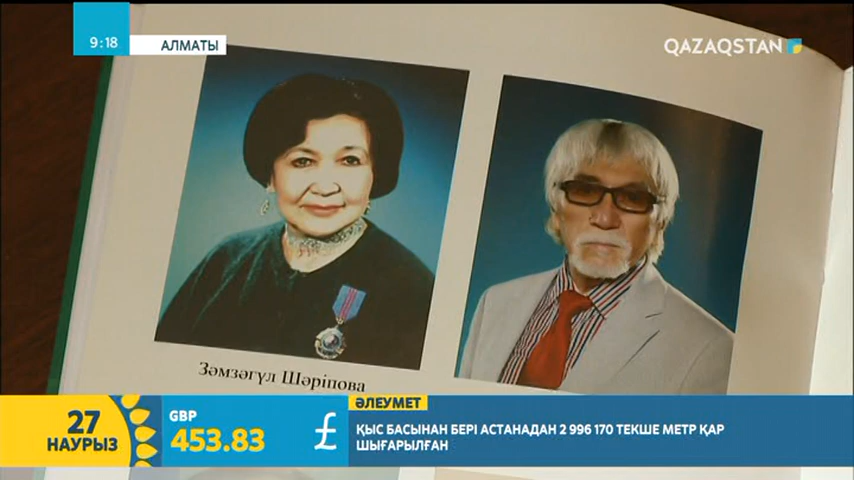 9:18
АЛМАТЫ
QAZAQSTAN
Зәмзәгүл Шәріпова
27
НАУРЫЗ
GBP
453.83
£
ӘЛЕУМЕТ
ҚЫС БАСЫНАН БЕРІ АСТАНАДАН 2 996 170 ТЕКШЕ МЕТР ҚАР
ШЫҒАРЫЛҒАН